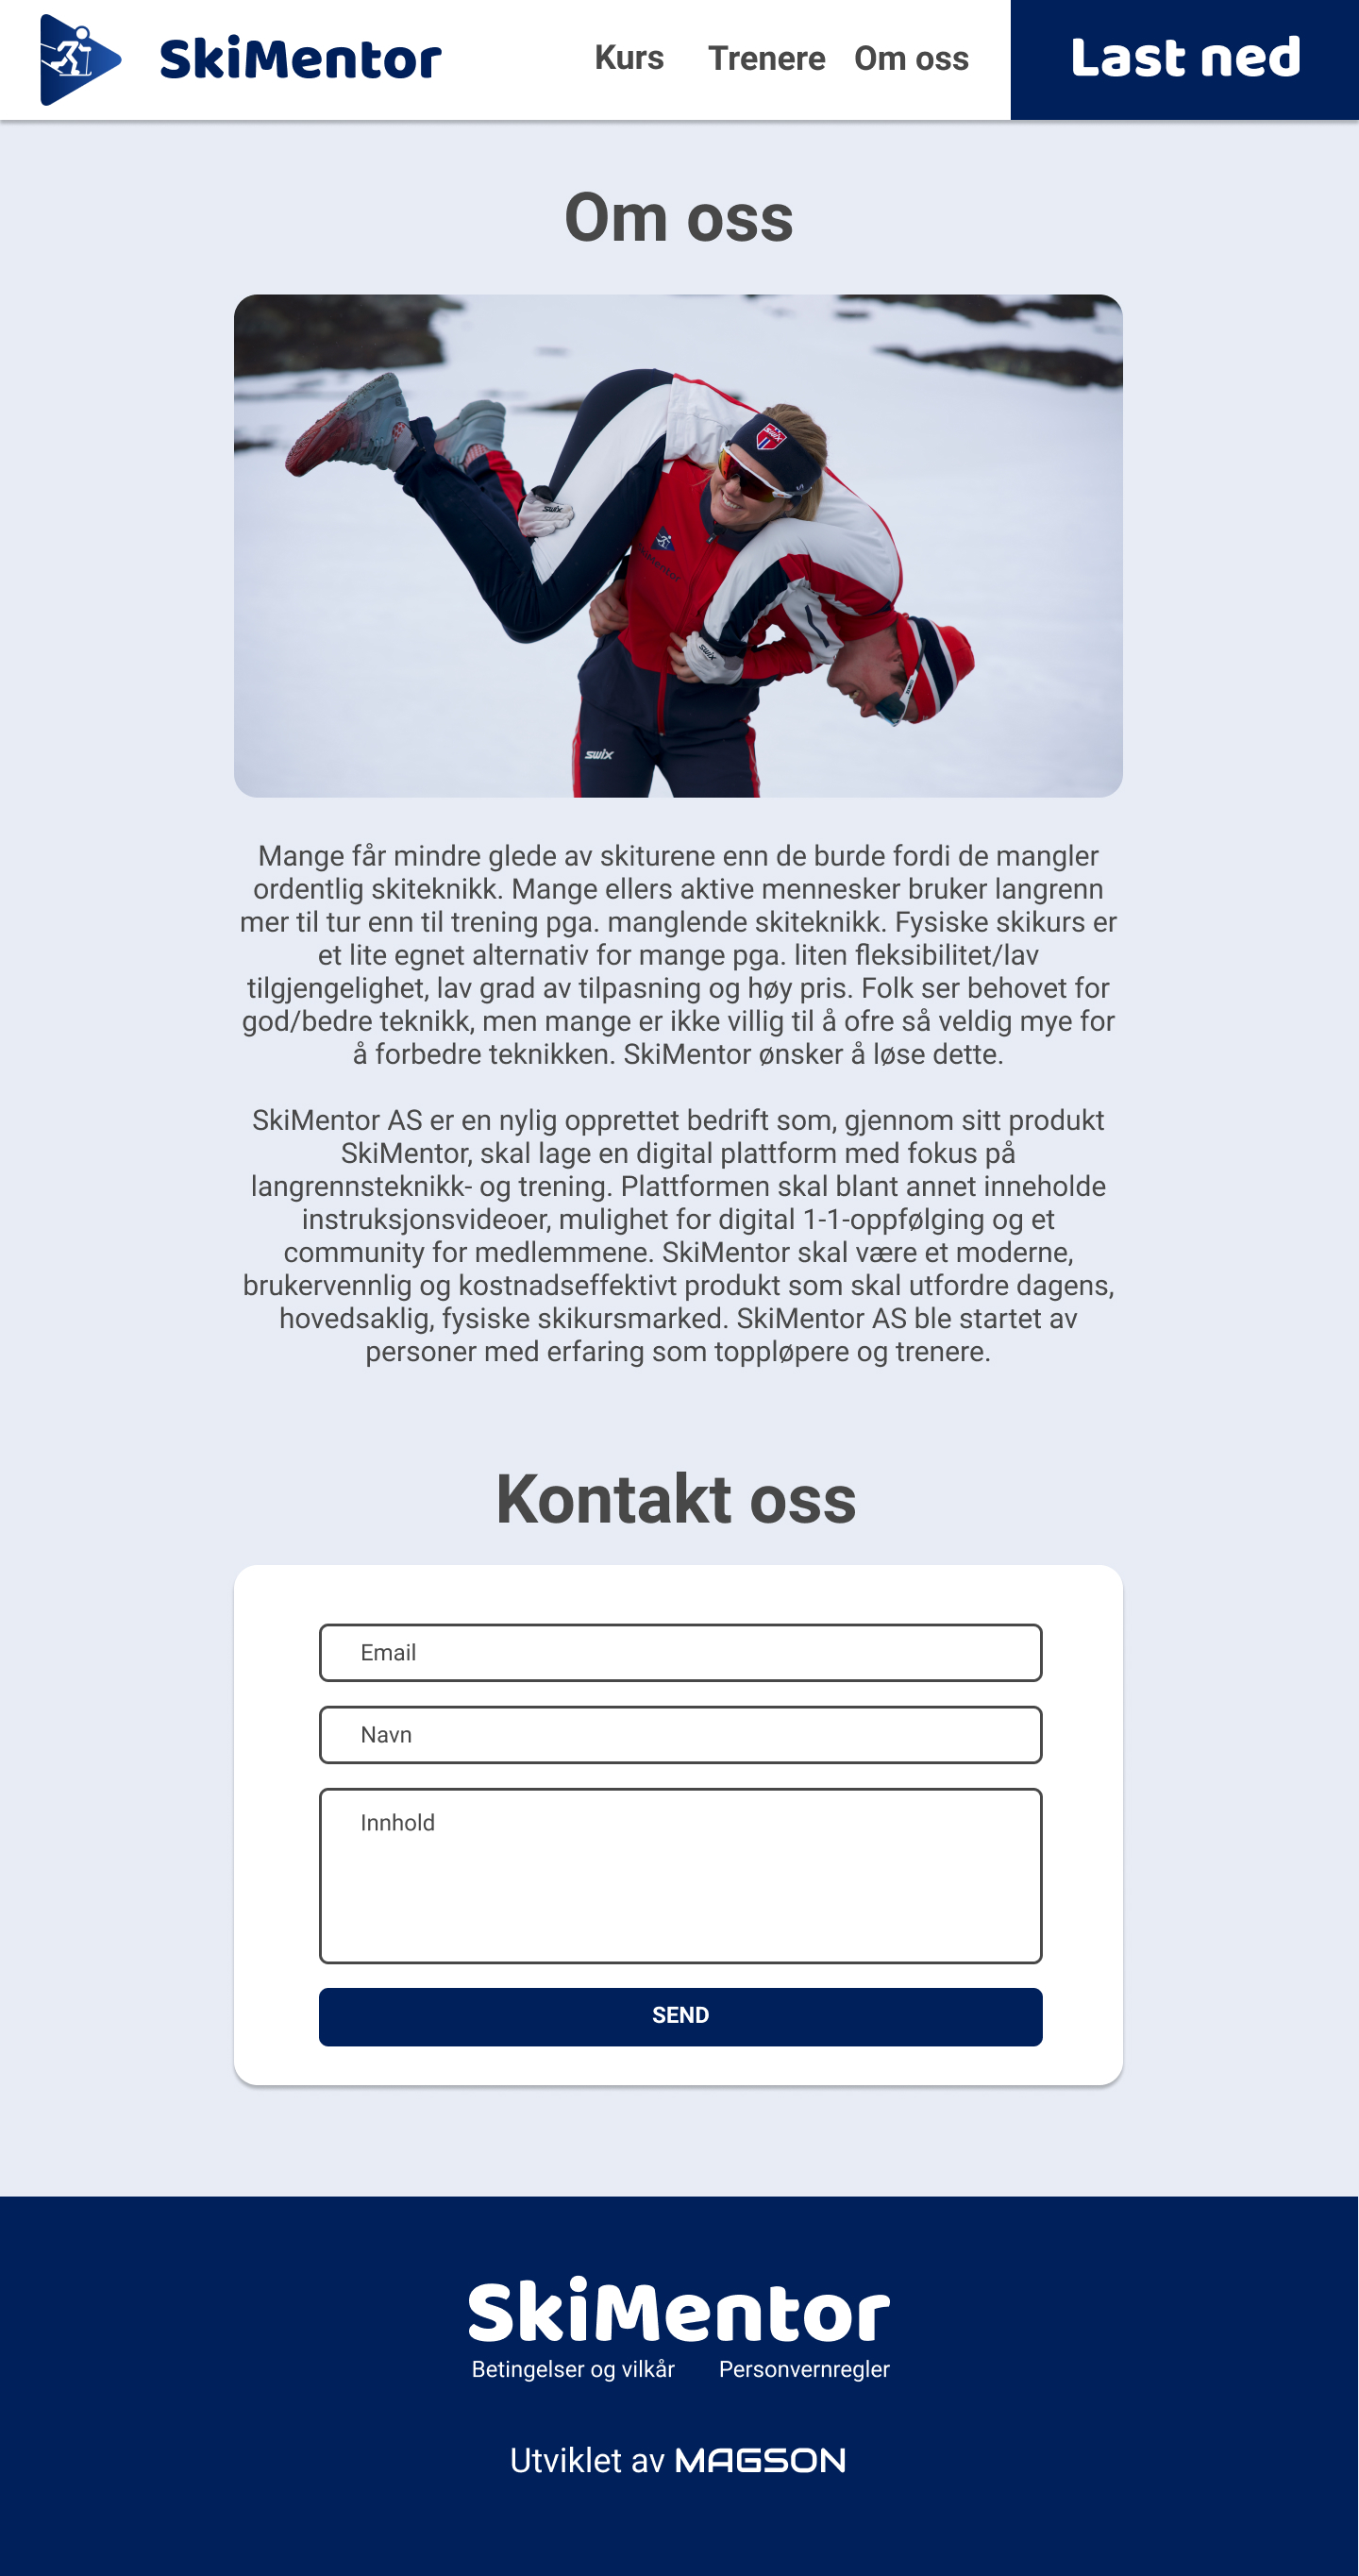 SkiMentor
Kurs Trenere Om oss
Last ned
Om oss
swix
swix
SkiMentor
swix
swix
Mange får mindre glede av skiturene enn de burde fordi de mangler
ordentlig skiteknikk. Mange ellers aktive mennesker bruker langrenn
mer til tur enn til trening pga. manglende skiteknikk. Fysiske skikurs er
et lite egnet alternativ for mange pga. liten fleksibilitet/lav
tilgjengelighet, lav grad av tilpasning og høy pris. Folk ser behovet for
god/bedre teknikk, men mange er ikke villig til å ofre så veldig mye for
å forbedre teknikken. SkiMentor ønsker å løse dette.
SkiMentor AS er en nylig opprettet bedrift som, gjennom sitt produkt
SkiMentor, skal lage en digital plattform med fokus på
langrennsteknikk- og trening. Plattformen skal blant annet inneholde
instruksjonsvideoer, mulighet for digital 1-1-oppfølging og et
community for medlemmene. SkiMentor skal være et moderne,
brukervennlig og kostnadseffektivt produkt som skal utfordre dagens,
hovedsaklig, fysiske skikursmarked. SkiMentor AS ble startet av
personer med erfaring som toppløpere og trenere.
Kontakt oss
Email
Navn
Innhold
SEND
SkiMentor
Betingelser og vilkår Personvernregler
Utviklet av MAGSON